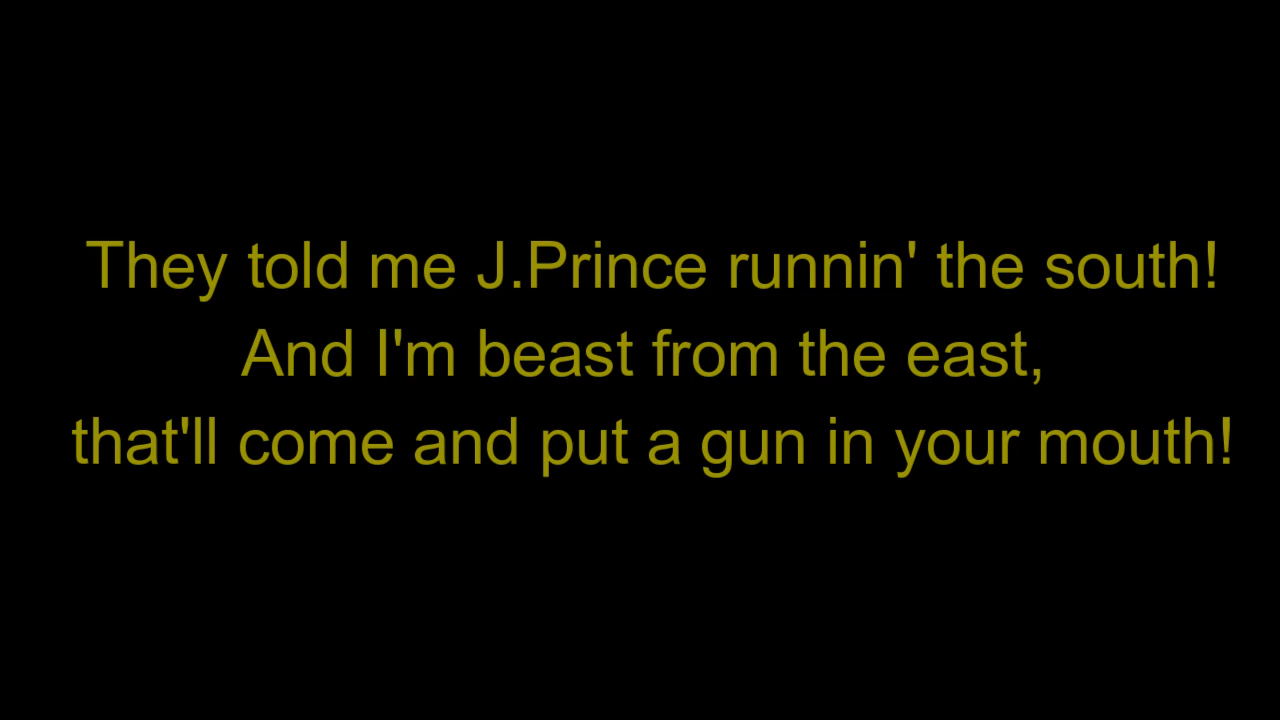 They told me J.Prince runnin' the south!
And I'm beast from the east,
that'll come and put a gun in your mouth!